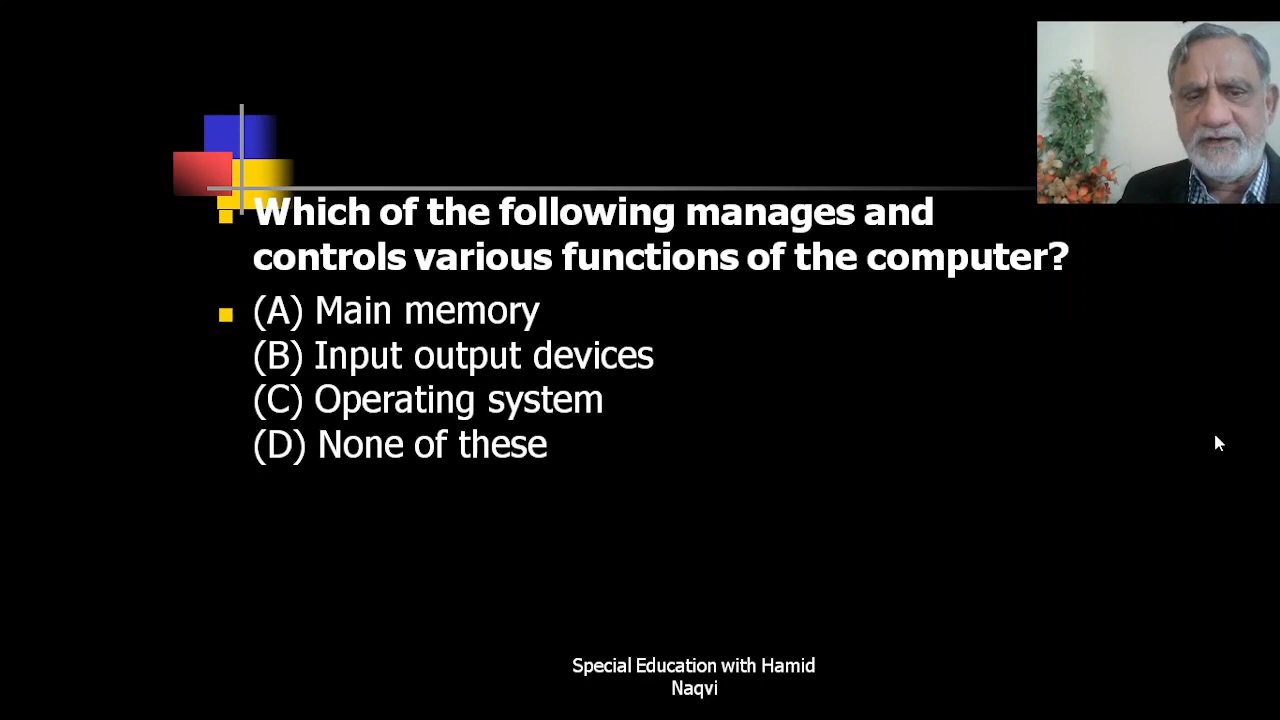 Which of the following manages and
controls various functions of the computer?
(A) Main memory
(B) Input output devices
(C) Operating system
(D) None of these
Special Education with Hamid
Naqvi